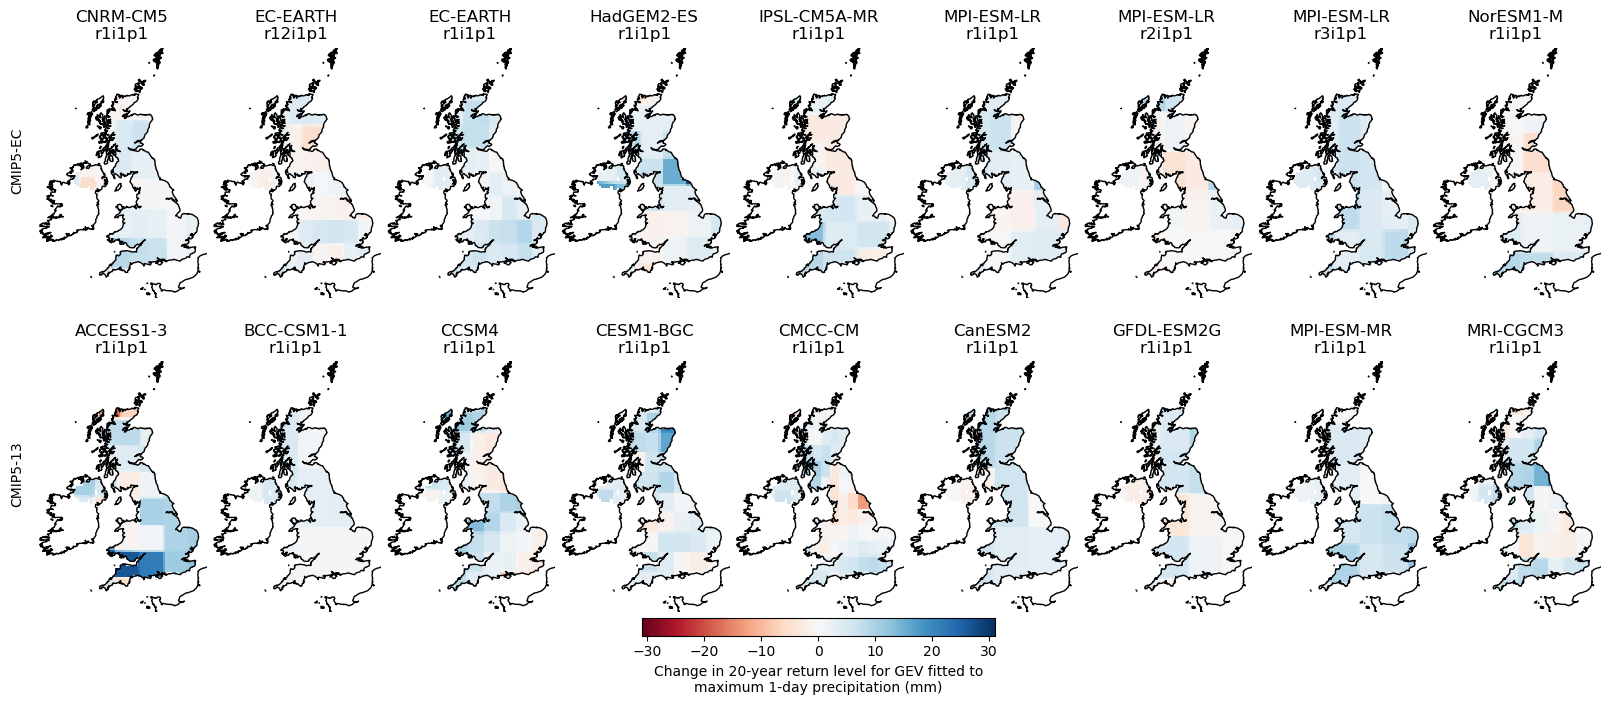 CNRM-CM5
r1i1p1
EC-EARTH
r12i1p1
EC-EARTH
r1i1p1
HadGEM2-ES
r1i1p1
IPSL-CM5A-MR
r1i1p1
MPI-ESM-LR
r1i1p1
MPI-ESM-LR
r2i1p1
MPI-ESM-LR
r3i1p1
NorESM1-M
r1i1p1
CMIP5-EC
ACCESS1-3
r1i1p1
BCC-CSM1-1
r1i1p1
CCSM4
r1i1p1
CESM1-BGC
r1i1p1
CMCC-CM
r1i1p1
CanESM2
r1i1p1
GFDL-ESM2G
r1i1p1
MPI-ESM-MR
r1i1p1
MRI-CGCM3
r1i1p1
CMIP5-13
−30 −20 −10 0 10 20 30
Change in 20-year return level for GEV fitted to
maximum 1-day precipitation (mm)